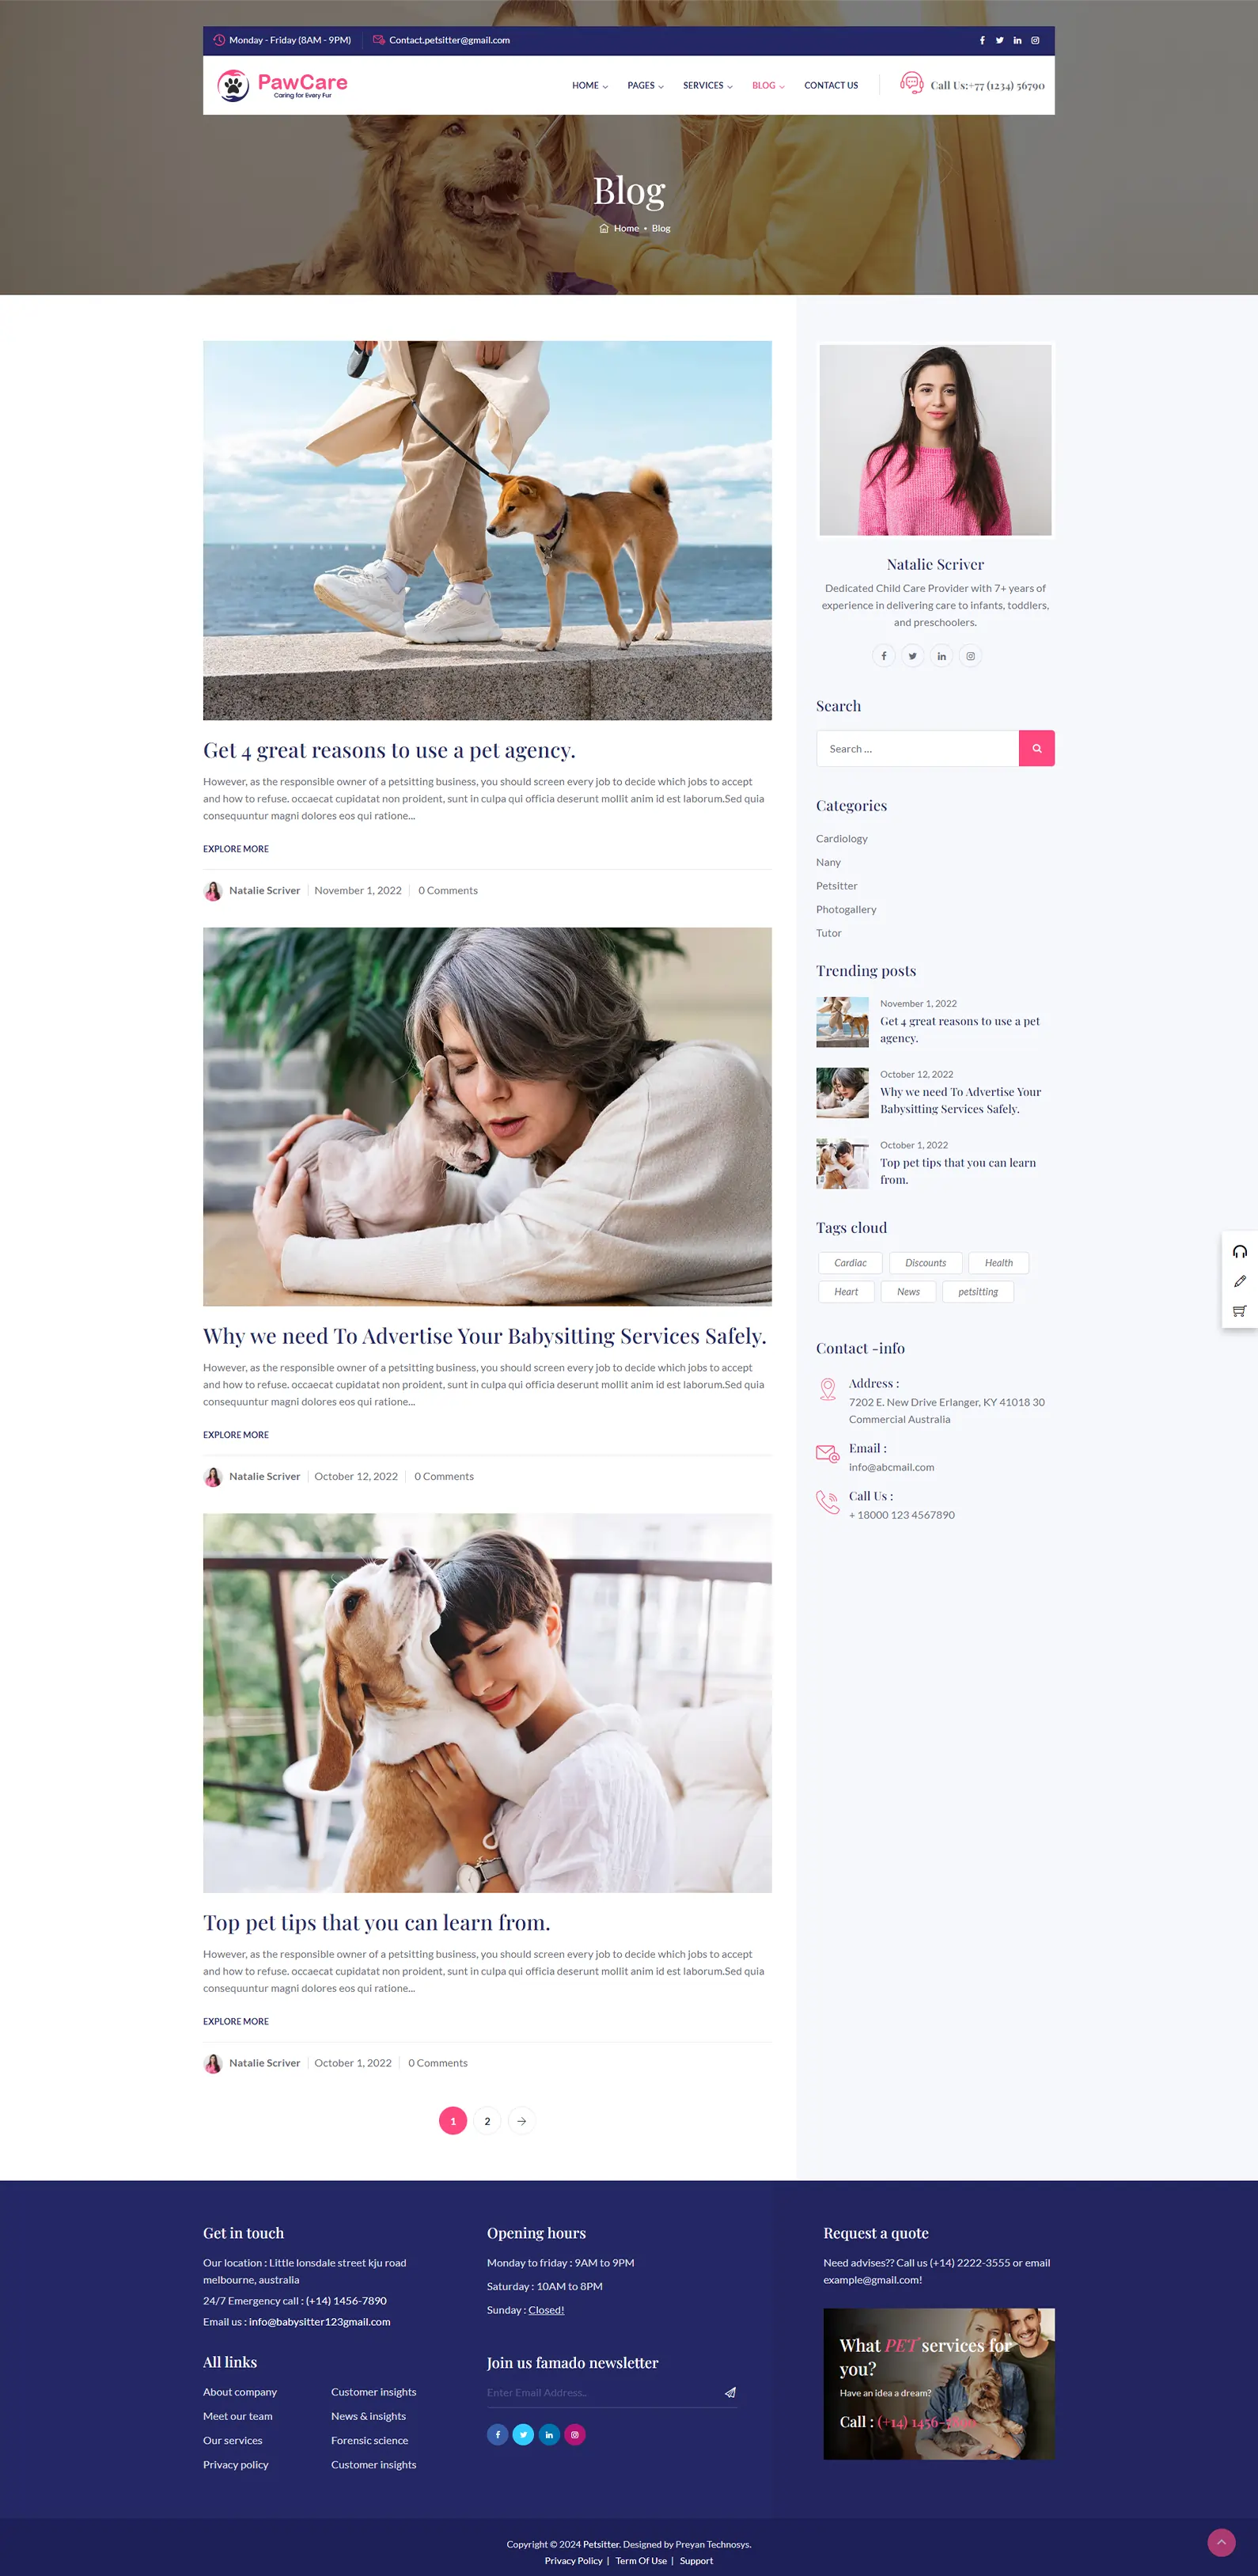 Monday - Friday (8AM - 9PM)
Contact.petsitter@gmail.com
PawCare
Caring for Every Fur
HOME
PAGES
SERVICES
BLOG
CONTACT US
Call Us:+77 (1234) 56790
Blog
Home • Blog
Get 4 great reasons to use a pet agency.
However, as the responsible owner of a petsitting business, you should screen every job to decide which jobs to accept
and how to refuse. occaecat cupidatat non proident, sunt in culpa qui officia deserunt mollit anim id est laborum.Sed quia
consequuntur magni dolores eos qui ratione...
EXPLORE MORE
Natalie Scriver
November 1, 2022
0 Comments
Why we need To Advertise Your Babysitting Services Safely.
However, as the responsible owner of a petsitting business, you should screen every job to decide which jobs to accept
and how to refuse. occaecat cupidatat non proident, sunt in culpa qui officia deserunt mollit anim id est laborum.Sed quia
consequuntur magni dolores eos qui ratione...
EXPLORE MORE
Natalie Scriver
October 12, 2022
0 Comments
Top pet tips that you can learn from.
However, as the responsible owner of a petsitting business, you should screen every job to decide which jobs to accept
and how to refuse. occaecat cupidatat non proident, sunt in culpa qui officia deserunt mollit anim id est laborum.Sed quia
consequuntur magni dolores eos qui ratione...
EXPLORE MORE
Natalie Scriver
October 1, 2022
0 Comments
1
2
Natalie Scriver
Dedicated Child Care Provider with 7+ years of
experience in delivering care to infants, toddlers,
and preschoolers.
Search
Search ...
Categories
Cardiology
Nany
Petsitter
Photogallery
Tutor
Trending posts
November 1, 2022
Get 4 great reasons to use a pet
agency.
October 12, 2022
Why we need To Advertise Your
Babysitting Services Safely.
October 1, 2022
Top pet tips that you can learn
from.
Tags cloud
Cardiac
Discounts
Health
Heart
News
petsitting
Contact -info
Address :
7202 E. New Drive Erlanger, KY 41018 30
Commercial Australia
Email :
info@abcmail.com
Call Us :
+ 18000 123 4567890
Get in touch
Our location : Little lonsdale street kju road
melbourne, australia
24/7 Emergency call : (+14) 1456-7890
Email us : info@babysitter123gmail.com
All links
About company
Customer insights
Meet our team
News & insights
Our services
Forensic science
Privacy policy
Customer insights
Opening hours
Monday to friday : 9AM to 9PM
Saturday : 10AM to 8PM
Sunday : Closed!
Join us famado newsletter
Enter Email Address..
Request a quote
Need advises?? Call us (+14) 2222-3555 or email
example@gmail.com!
What PET services for
you?
Have an idea a dream?
Call : (+14) 1456-7890
Copyright © 2024 Petsitter. Designed by Preyan Technosys.
Privacy Policy | Term Of Use | Support